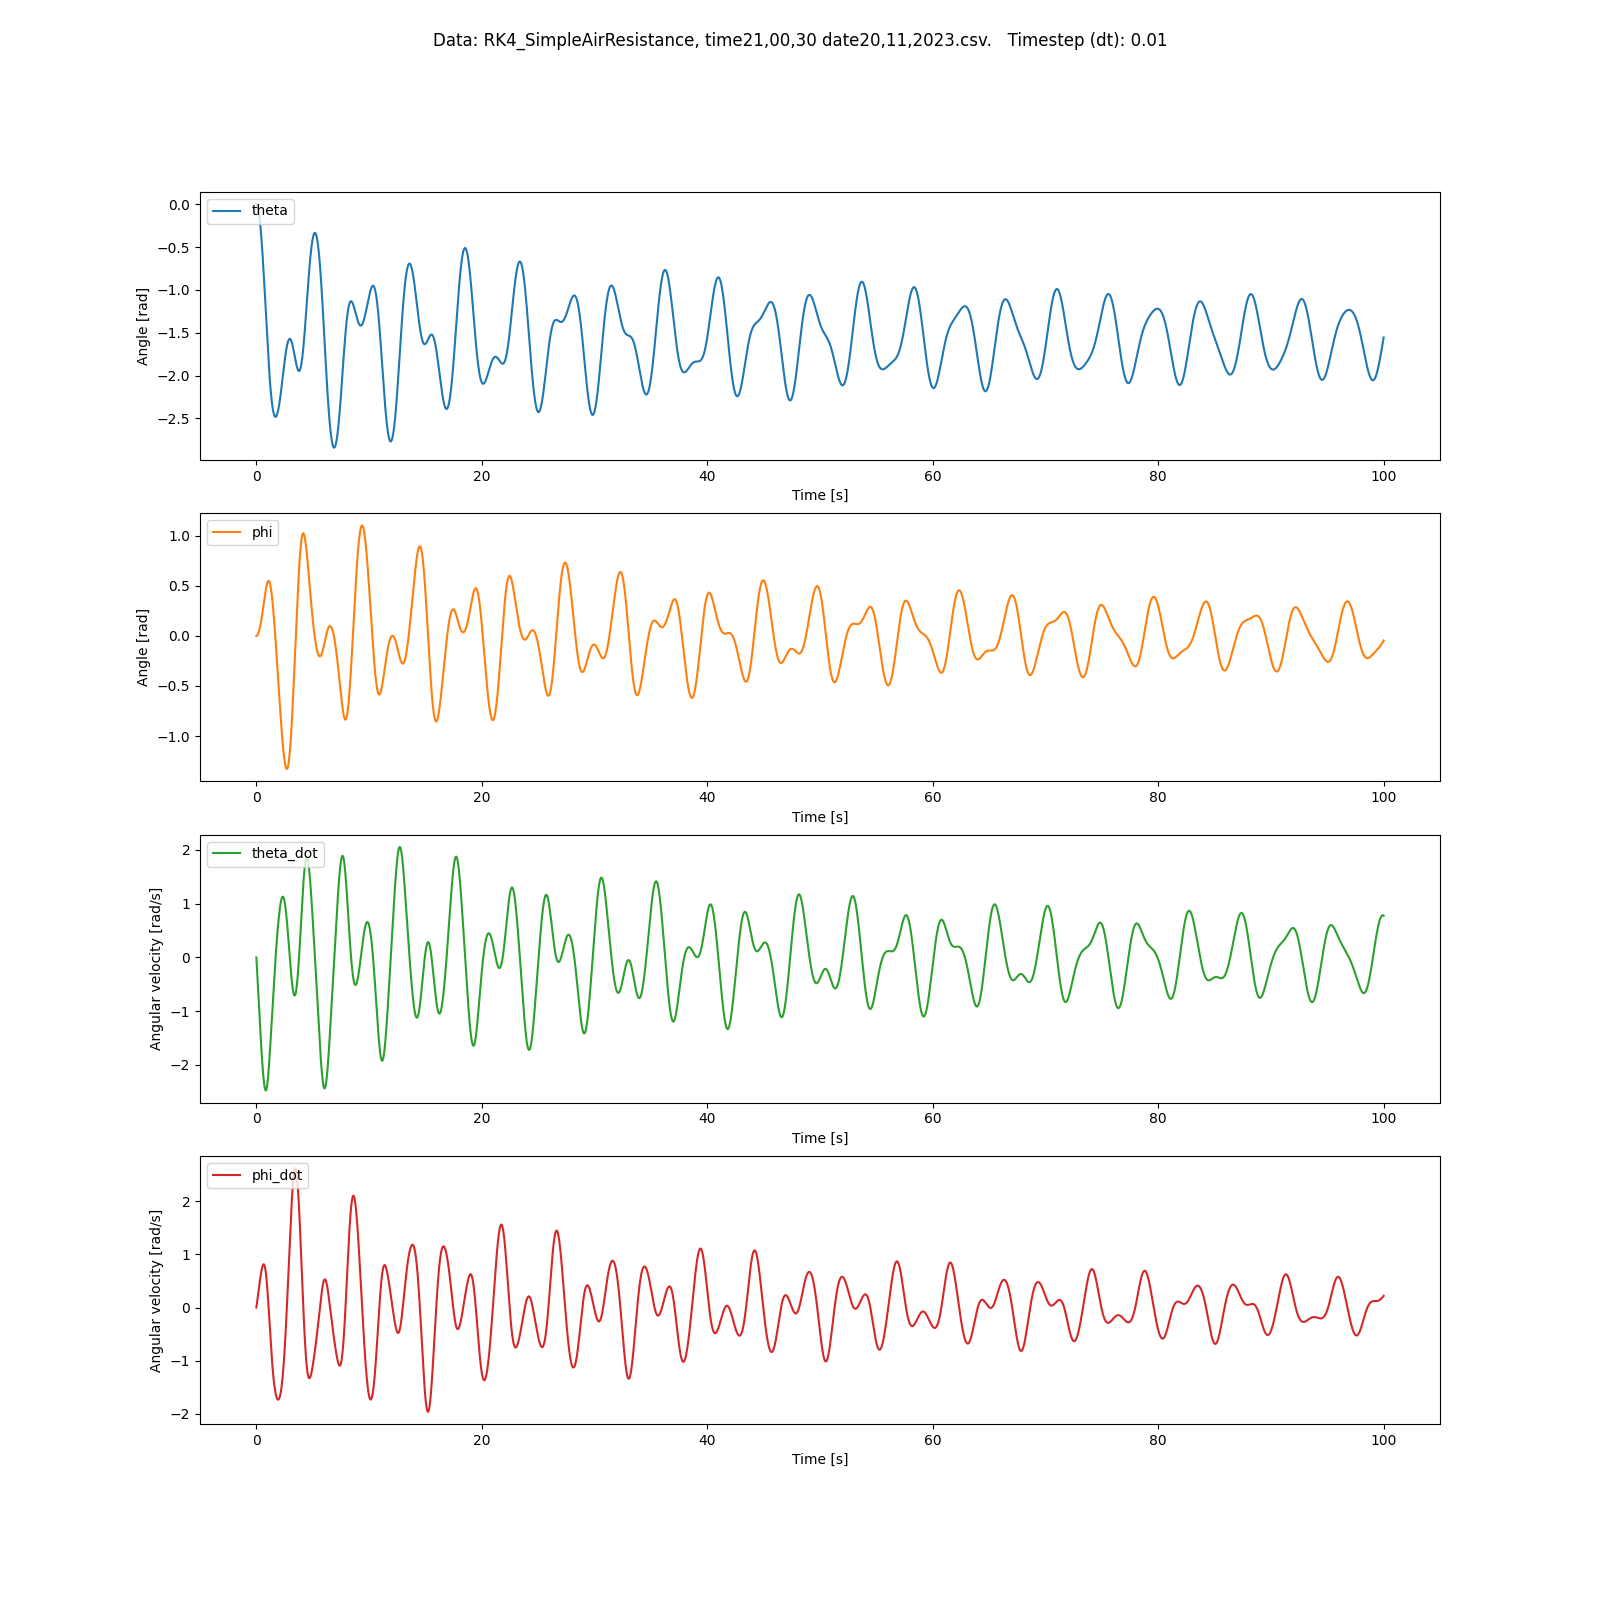 Data: RK4_SimpleAirResistance, time21,00,30 date20,11,2023.csv.   Timestep (dt): 0.01
theta
Angle [rad]
0.0
−0.5
−1.0
−1.5
−2.0
−2.5
0 20 40 60 80 100
Time [s]
phi
Angle [rad]
1.0
0.5
0.0
−0.5
−1.0
0 20 40 60 80 100
Time [s]
theta_dot
Angular velocity [rad/s]
2
1
0
−1
−2
0 20 40 60 80 100
Time [s]
phi_dot
Angular velocity [rad/s]
2
1
0
−1
−2
0 20 40 60 80 100
Time [s]